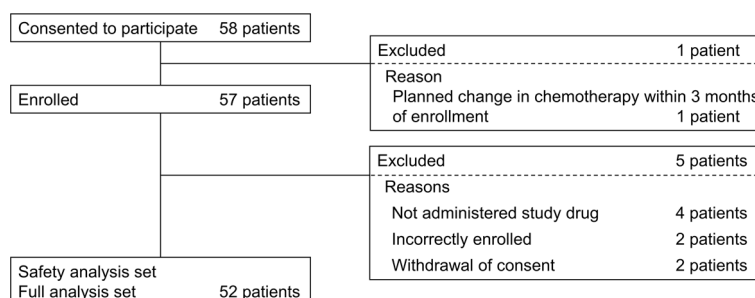 Consented to participate 58 patients
Excluded 1 patient
Reason
Planned change in chemotherapy within 3 months
of enrollment 1 patient
Enrolled 57 patients
Excluded 5 patients
Reasons
Not administered study drug 4 patients
Incorrectly enrolled 2 patients
Withdrawal of consent 2 patients
Safety analysis set
Full analysis set 52 patients